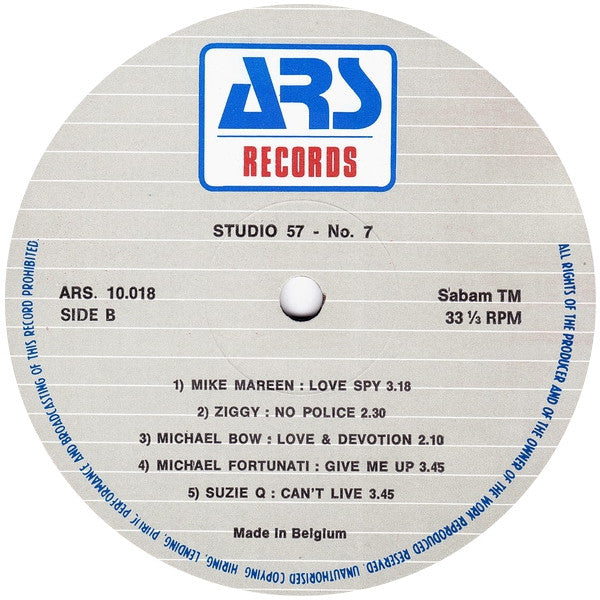 ARS
RECORDS
STUDIO 57 - No. 7
ARS. 10.018
SIDE B
Sabam TM
33 ⅓ RPM
1) MIKE MAREEN : LOVE SPY 3.18
2) ZIGGY : NO POLICE 2.30
3) MICHAEL BOW : LOVE & DEVOTION 2.10
4) MICHAEL FORTUNATI : GIVE ME UP 3.45
5) SUZIE Q : CAN'T LIVE 3.45
Made in Belgium
ALL RIGHTS OF THE PRODUCER AND OF THE OWNER OF THE WORK REPRODUCED RESERVED. UNAUTHORISED COPYING, HIRING, LENDING, PUBLIC PERFORMANCE AND BROADCASTING OF THIS RECORD PROHIBITED.